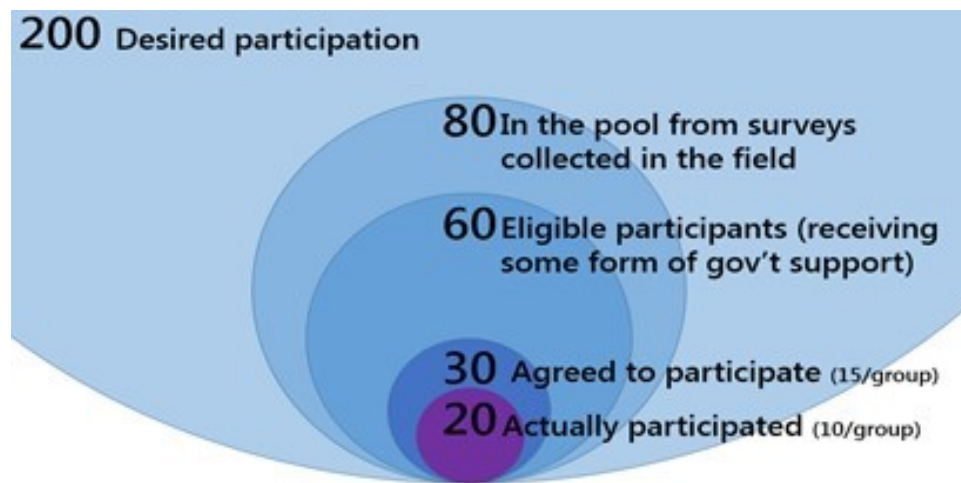 200 Desired participation
80 In the pool from surveys
collected in the field
60 Eligible participants (receiving
some form of gov't support)
30 Agreed to participate (15/group)
20 Actually participated (10/group)